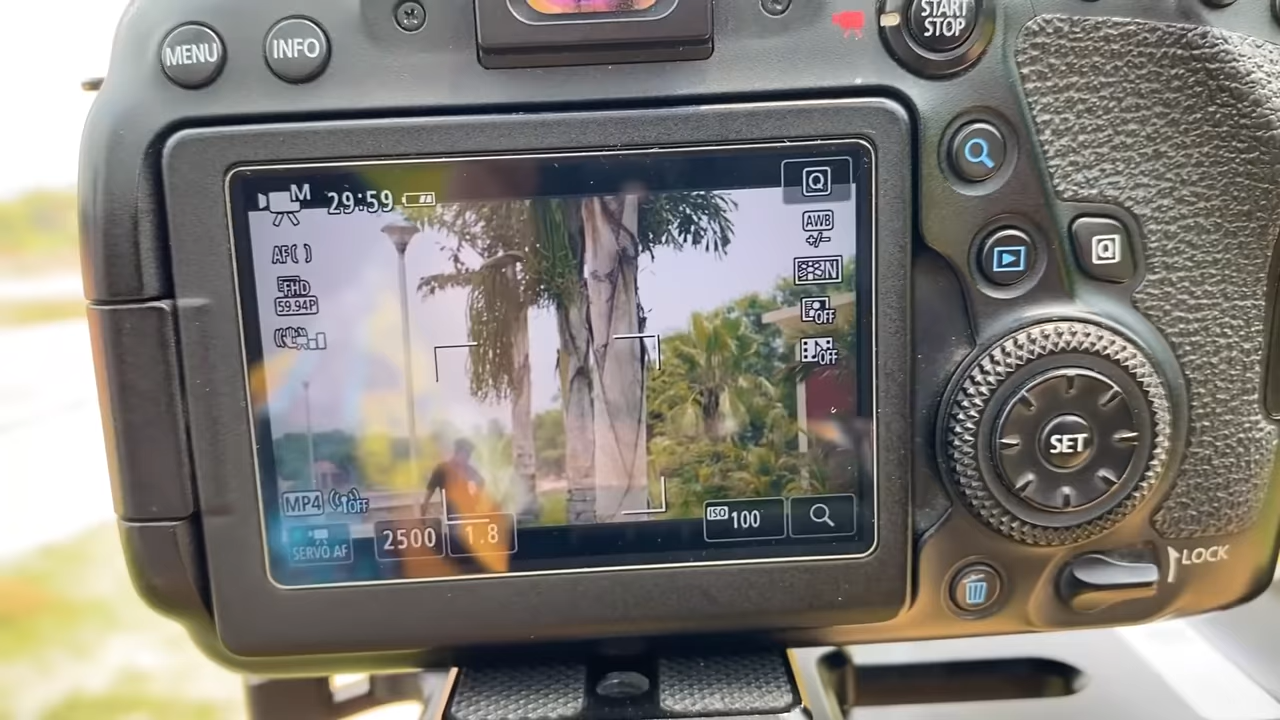 MENU
INFO
START
STOP
M
29:59
Q
AF( )
AWB
+/-
FHD
59.94P
N
OFF
OFF
Q
SET
MP4
OFF
SERVO AF
2500
1.8
ISO
100
LOCK